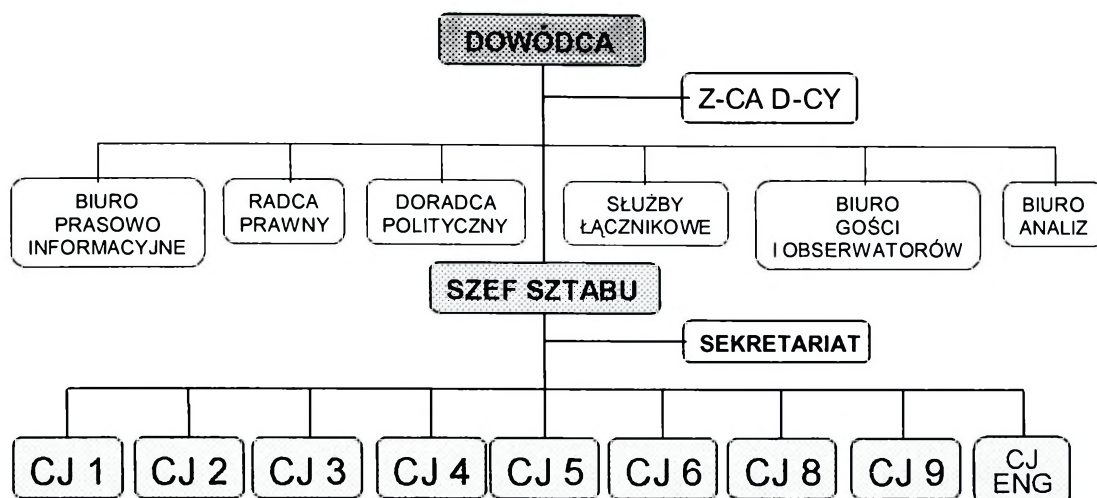 DOWÓDCA
Z-CA D-CY
BIURO
PRASOWO
INFORMACYJNE
RADCA
PRAWNY
DORADCA
POLITYCZNY
SŁUŻBY
ŁĄCZNIKOWE
BIURO
GOŚCI
I OBSERWATORÓW
BIURO
ANALIZ
SZEF SZTABU
SEKRETARIAT
CJ 1
CJ 2
CJ 3
CJ 4
CJ 5
CJ 6
CJ 8
CJ 9
CJ
ENG